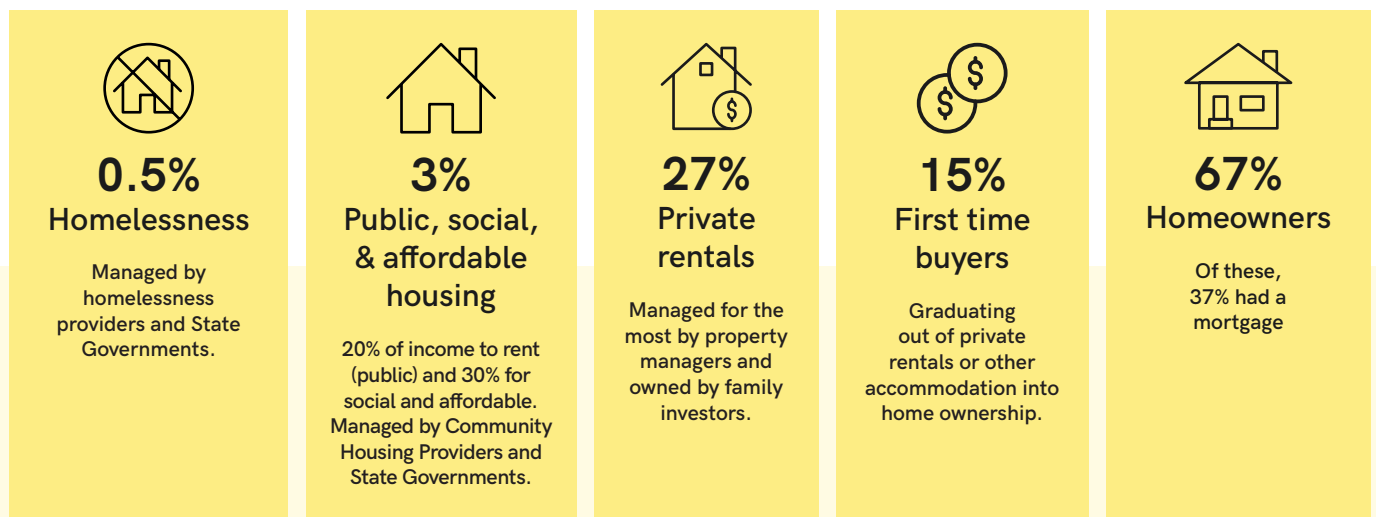 0.5%
Homelessness
Managed by
homelessness
providers and State
Governments.
3%
Public, social,
& affordable
housing
20% of income to rent
(public) and 30% for
social and affordable.
Managed by Community
Housing Providers and
State Governments.
27%
Private
rentals
Managed for the
most by property
managers and
owned by family
investors.
15%
First time
buyers
Graduating
out of private
rentals or other
accommodation into
home ownership.
67%
Homeowners
Of these,
37% had a
mortgage